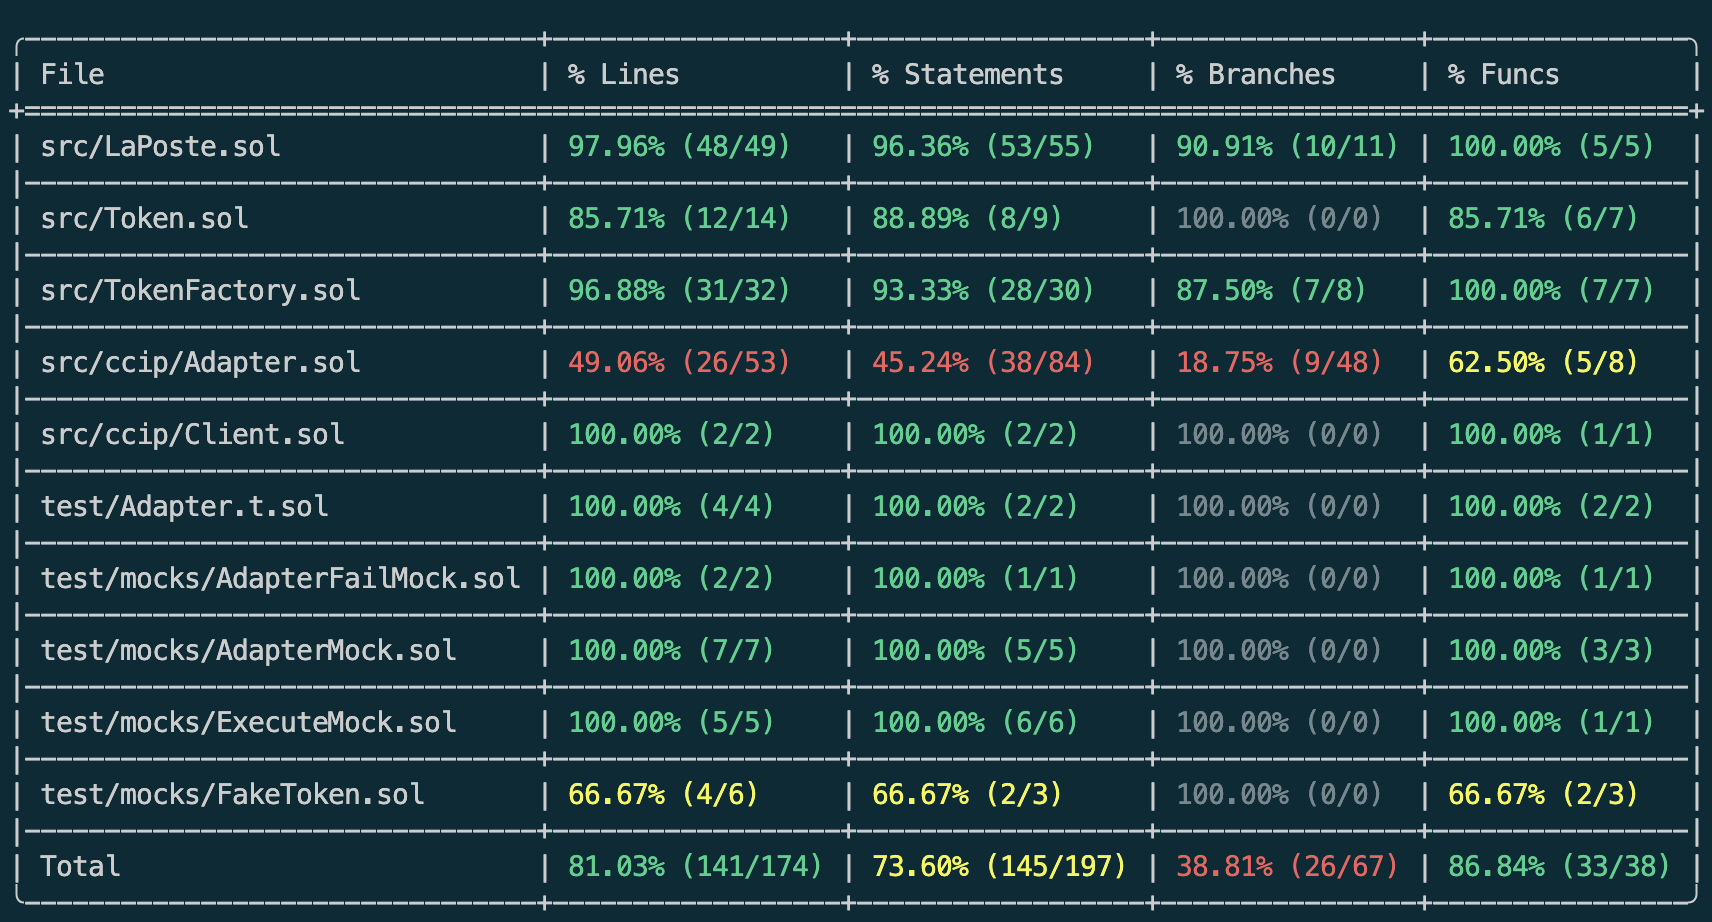 File | % Lines | % Statements | % Branches | % Funcs
src/LaPoste.sol | 97.96% (48/49) | 96.36% (53/55) | 90.91% (10/11) | 100.00% (5/5)
src/Token.sol | 85.71% (12/14) | 88.89% (8/9) | 100.00% (0/0) | 85.71% (6/7)
src/TokenFactory.sol | 96.88% (31/32) | 93.33% (28/30) | 87.50% (7/8) | 100.00% (7/7)
src/ccip/Adapter.sol | 49.06% (26/53) | 45.24% (38/84) | 18.75% (9/48) | 62.50% (5/8)
src/ccip/Client.sol | 100.00% (2/2) | 100.00% (2/2) | 100.00% (0/0) | 100.00% (1/1)
test/Adapter.t.sol | 100.00% (4/4) | 100.00% (2/2) | 100.00% (0/0) | 100.00% (2/2)
test/mocks/AdapterFailMock.sol | 100.00% (2/2) | 100.00% (1/1) | 100.00% (0/0) | 100.00% (1/1)
test/mocks/AdapterMock.sol | 100.00% (7/7) | 100.00% (5/5) | 100.00% (0/0) | 100.00% (3/3)
test/mocks/ExecuteMock.sol | 100.00% (5/5) | 100.00% (6/6) | 100.00% (0/0) | 100.00% (1/1)
test/mocks/FakeToken.sol | 66.67% (4/6) | 66.67% (2/3) | 100.00% (0/0) | 66.67% (2/3)
Total | 81.03% (141/174) | 73.60% (145/197) | 38.81% (26/67) | 86.84% (33/38)